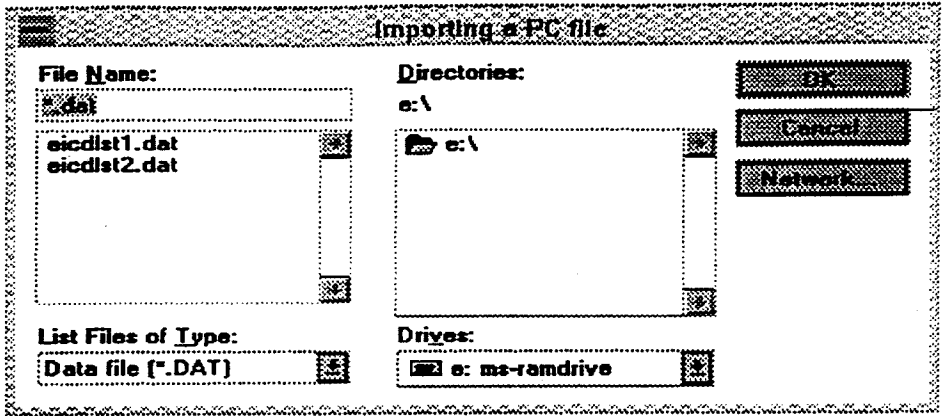 Importing a PC file
File Name:
*.dat
eicdlst1.dat
eicdlst2.dat
List Files of Type:
Data file (*.DAT)
Directories:
e:\
e:\
Drives:
e: ms-ramdrive
OK
Cancel
Network...